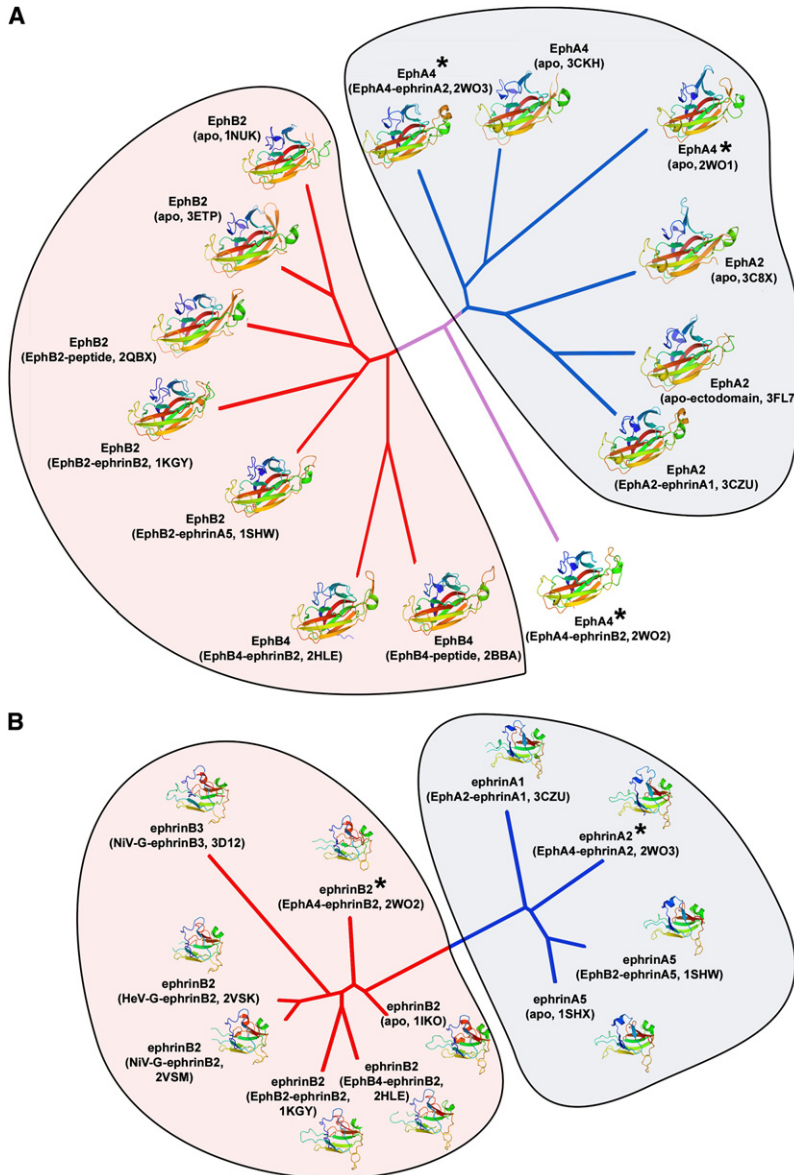 A
EphA4*
(EphA4-ephrinA2, 2WO3)
EphA4
(apo, 3CKH)
EphA4*
(apo, 2WO1)
EphB2
(apo, 1NUK)
EphB2
(apo, 3ETP)
EphA2
(apo, 3C8X)
EphB2
(EphB2-peptide, 2QBX)
EphA2
(apo-ectodomain, 3FL7)
EphB2
(EphB2-ephrinB2, 1KGY)
EphA2
(EphA2-ephrinA1, 3CZU)
EphB2
(EphB2-ephrinA5, 1SHW)
EphB4
(EphB4-ephrinB2, 2HLE)
EphB4
(EphB4-peptide, 2BBA)
EphA4*
(EphA4-ephrinB2, 2WO2)
B
ephrinA1
(EphA2-ephrinA1, 3CZU)
ephrinB3
(NiV-G-ephrinB3, 3D12)
ephrinA2*
(EphA4-ephrinA2, 2WO3)
ephrinB2*
(EphA4-ephrinB2, 2WO2)
ephrinA5
(EphB2-ephrinA5, 1SHW)
ephrinB2
(HeV-G-ephrinB2, 2VSK)
ephrinA5
(apo, 1SHX)
ephrinB2
(apo, 1IKO)
ephrinB2
(NiV-G-ephrinB2,
2VSM)
ephrinB2
(EphB2-ephrinB2,
1KGY)
ephrinB2
(EphB4-ephrinB2,
2HLE)